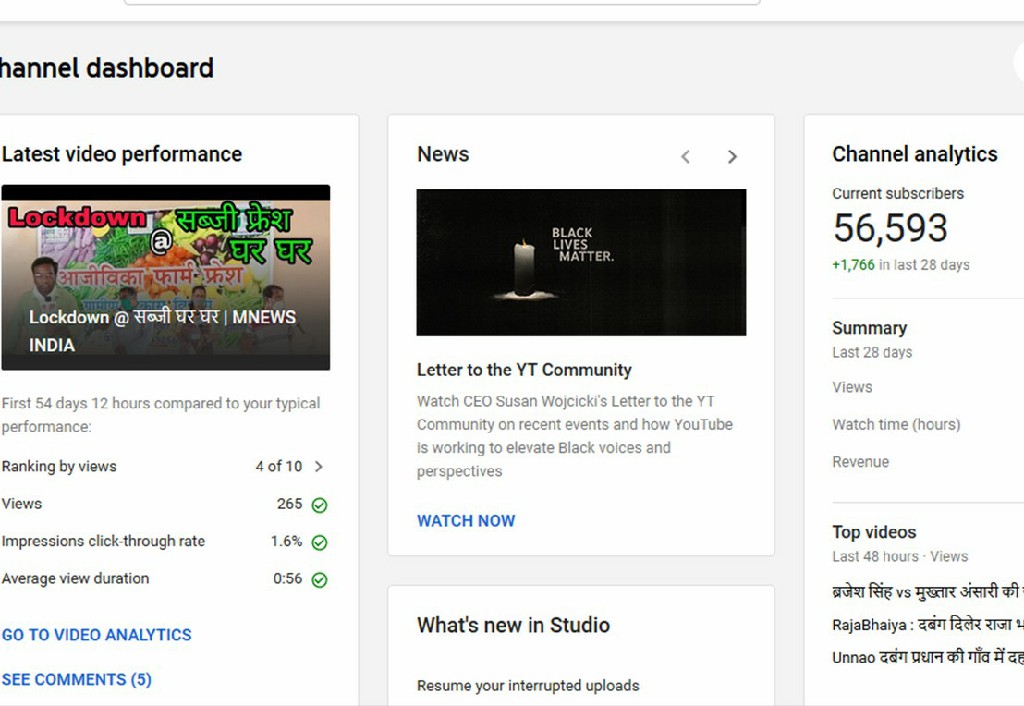 hannel dashboard
Latest video performance
Lockdown
@
सब्जी फ्रेश
घर घर
आजीविका फार्म फ्रेश
Lockdown @ सब्जी घर घर | MNEWS
INDIA
First 54 days 12 hours compared to your typical
performance:
Ranking by views 4 of 10
Views 265
Impressions click-through rate 1.6%
Average view duration 0:56
GO TO VIDEO ANALYTICS
SEE COMMENTS (5)
News
BLACK
LIVES
MATTER.
Letter to the YT Community
Watch CEO Susan Wojcicki's Letter to the YT
Community on recent events and how YouTube
is working to elevate Black voices and
perspectives
WATCH NOW
What's new in Studio
Resume your interrupted uploads
Channel analytics
Current subscribers
56,593
+1,766 in last 28 days
Summary
Last 28 days
Views
Watch time (hours)
Revenue
Top videos
Last 48 hours · Views
ब्रजेश सिंह vs मुख्तार अंसारी की
RajaBhaiya : दबंग दिलेर राजा
Unnao दबंग प्रधान की गाँव में